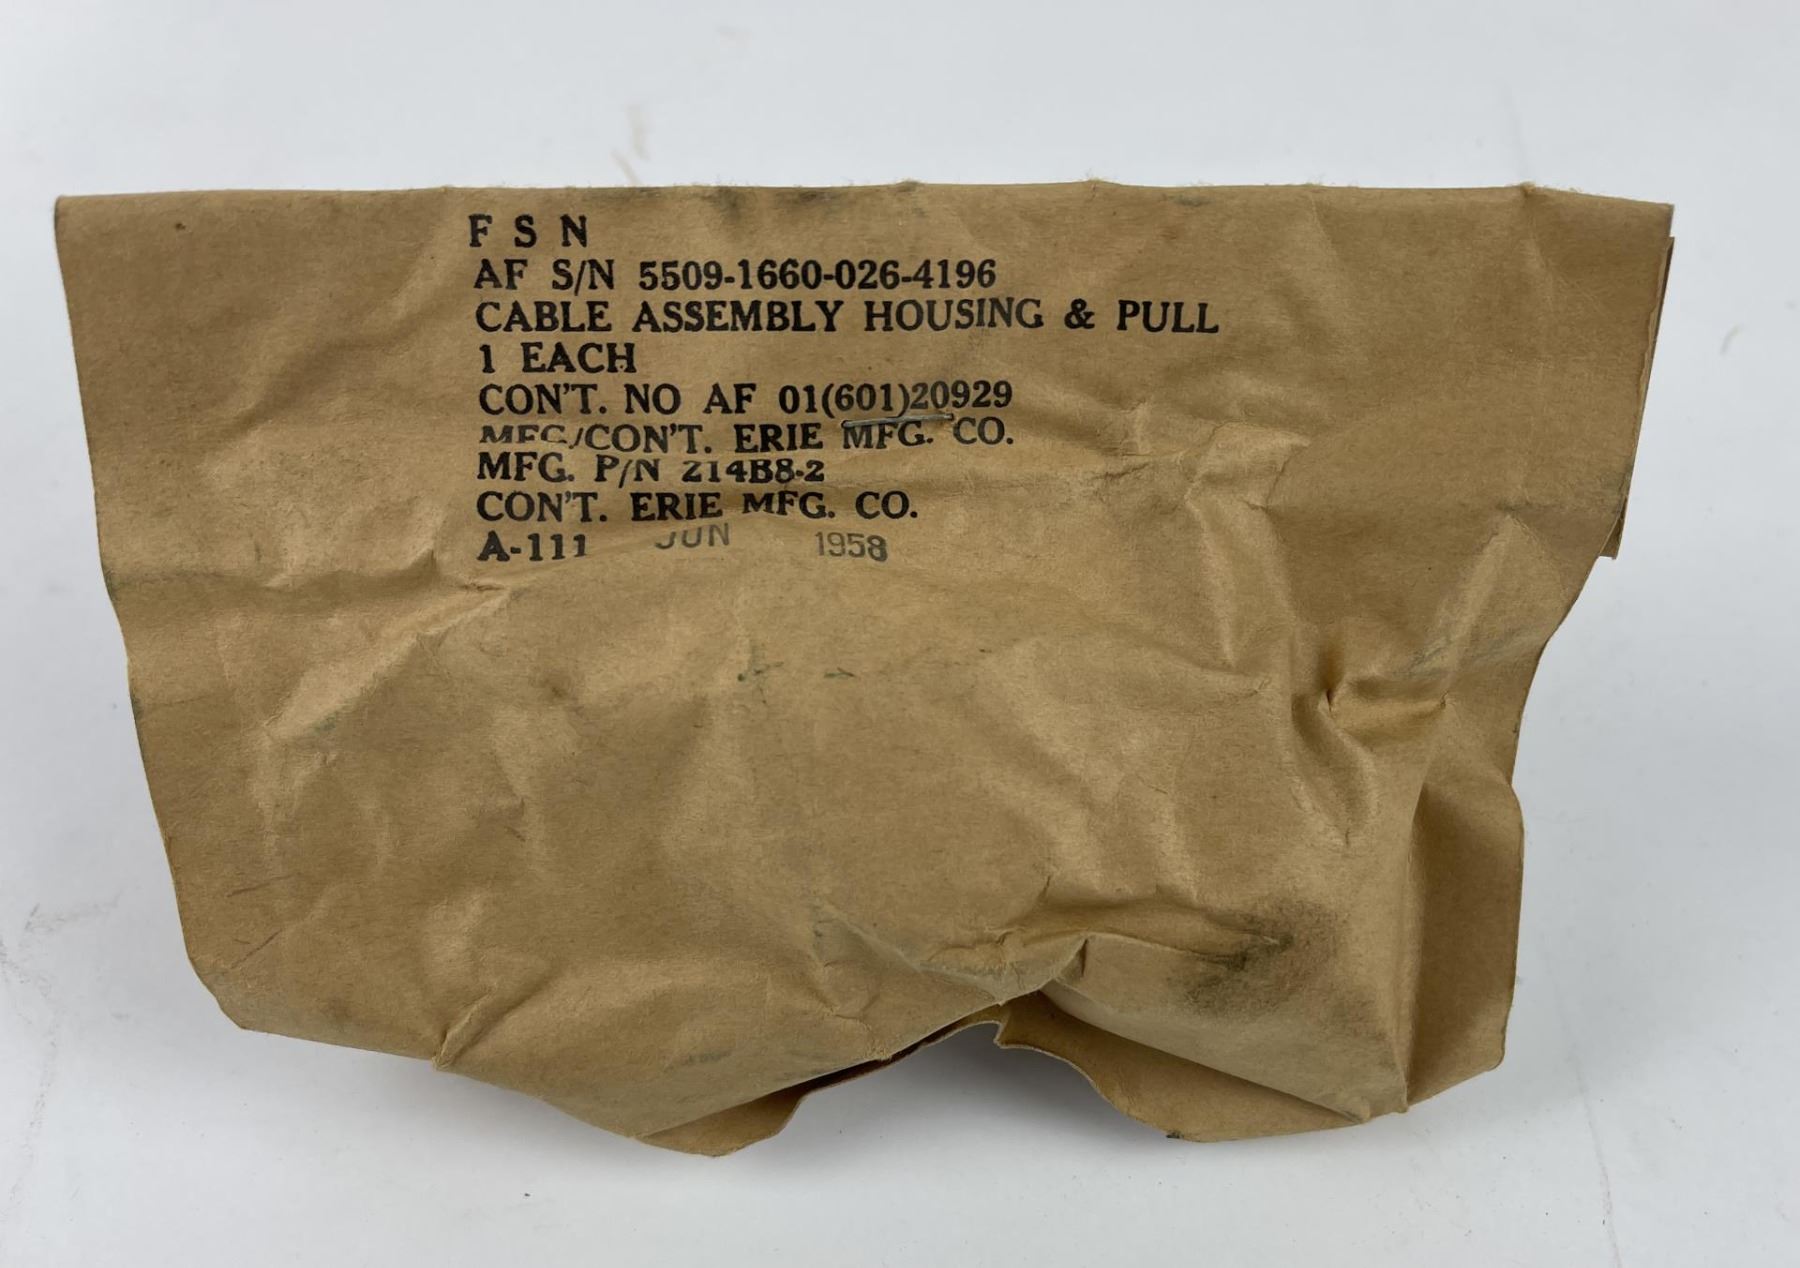 F S N
AF S/N 5509-1660-026-4196
CABLE ASSEMBLY HOUSING & PULL
1 EACH
CON'T. NO AF 01(601)20929
MFG./CON'T. ERIE MFG. CO.
MFG. P/N 214B8-2
CON'T. ERIE MFG. CO.
A-111 JUN 1958